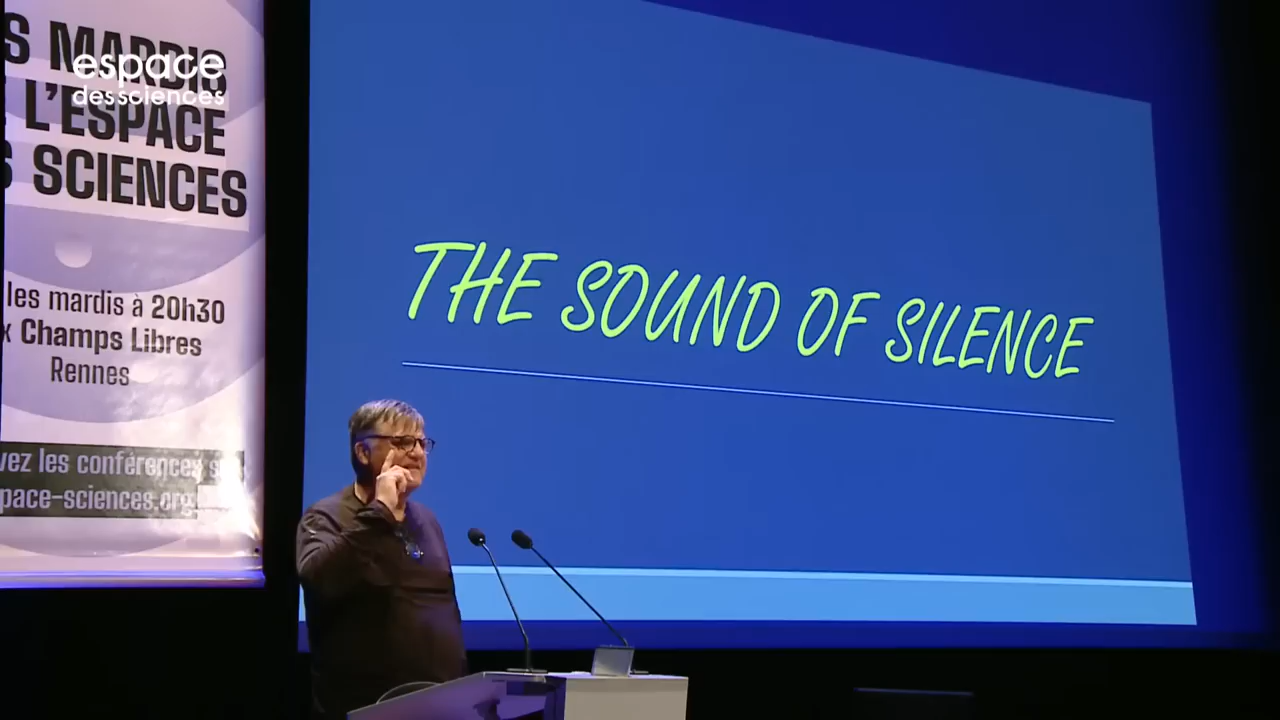 S MARDIS
L'ESPACE
S SCIENCES
espace
des sciences
les mardis à 20h30
x Champs Libres
Rennes
vez les conférences s
pace-sciences.org
THE SOUND OF SILENCE